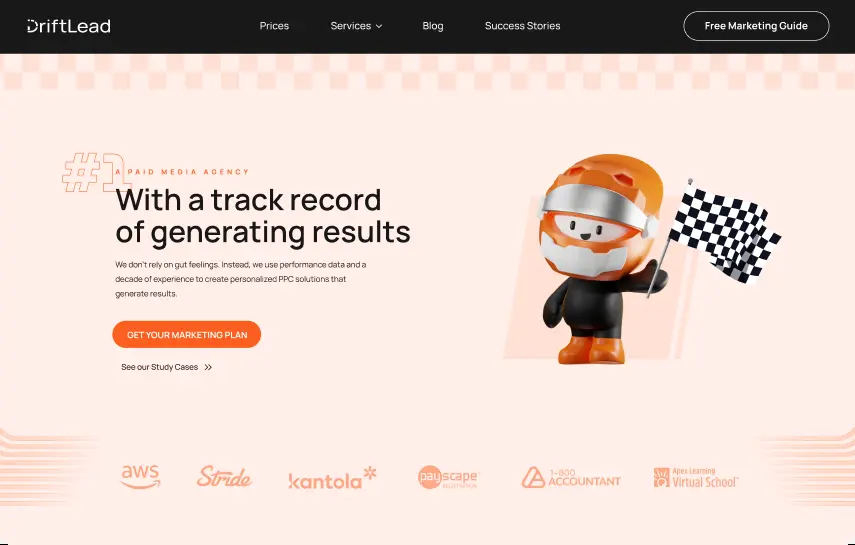 DriftLead
Prices
Services
Blog
Success Stories
Free Marketing Guide
#1
A PAID MEDIA AGENCY
With a track record
of generating results
We don't rely on gut feelings. Instead, we use performance data and a
decade of experience to create personalized PPC solutions that
generate results.
GET YOUR MARKETING PLAN
See our Study Cases
aws
Stride
kantola
payscape
1-800
ACCOUNTANT
Apex Learning
Virtual School